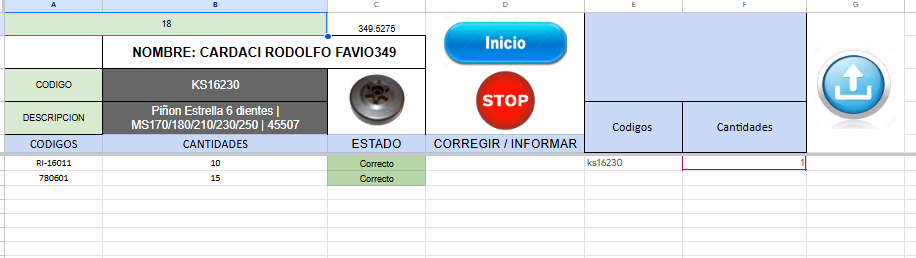 A B C D E F G
18 349.5275
Inicio
NOMBRE: CARDACI RODOLFO FAVIO349
CODIGO KS16230
STOP
DESCRIPCION Piñon Estrella 6 dientes |
MS170/180/210/230/250 | 45507
Codigos Cantidades
CODIGOS CANTIDADES ESTADO CORREGIR / INFORMAR
RI-16011 10 Correcto ks16230 1
780601 15 Correcto